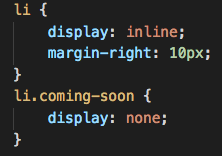 li {
    display: inline;
    margin-right: 10px;
}
li.coming-soon {
    display: none;
}